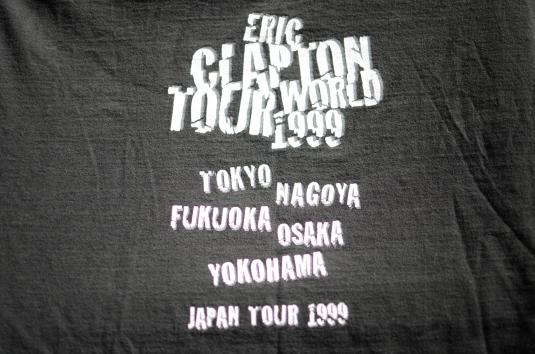 ERIC
CLAPTON
TOUR WORLD
1999
TOKYO
NAGOYA
FUKUOKA
OSAKA
YOKOHAMA
JAPAN TOUR 1999